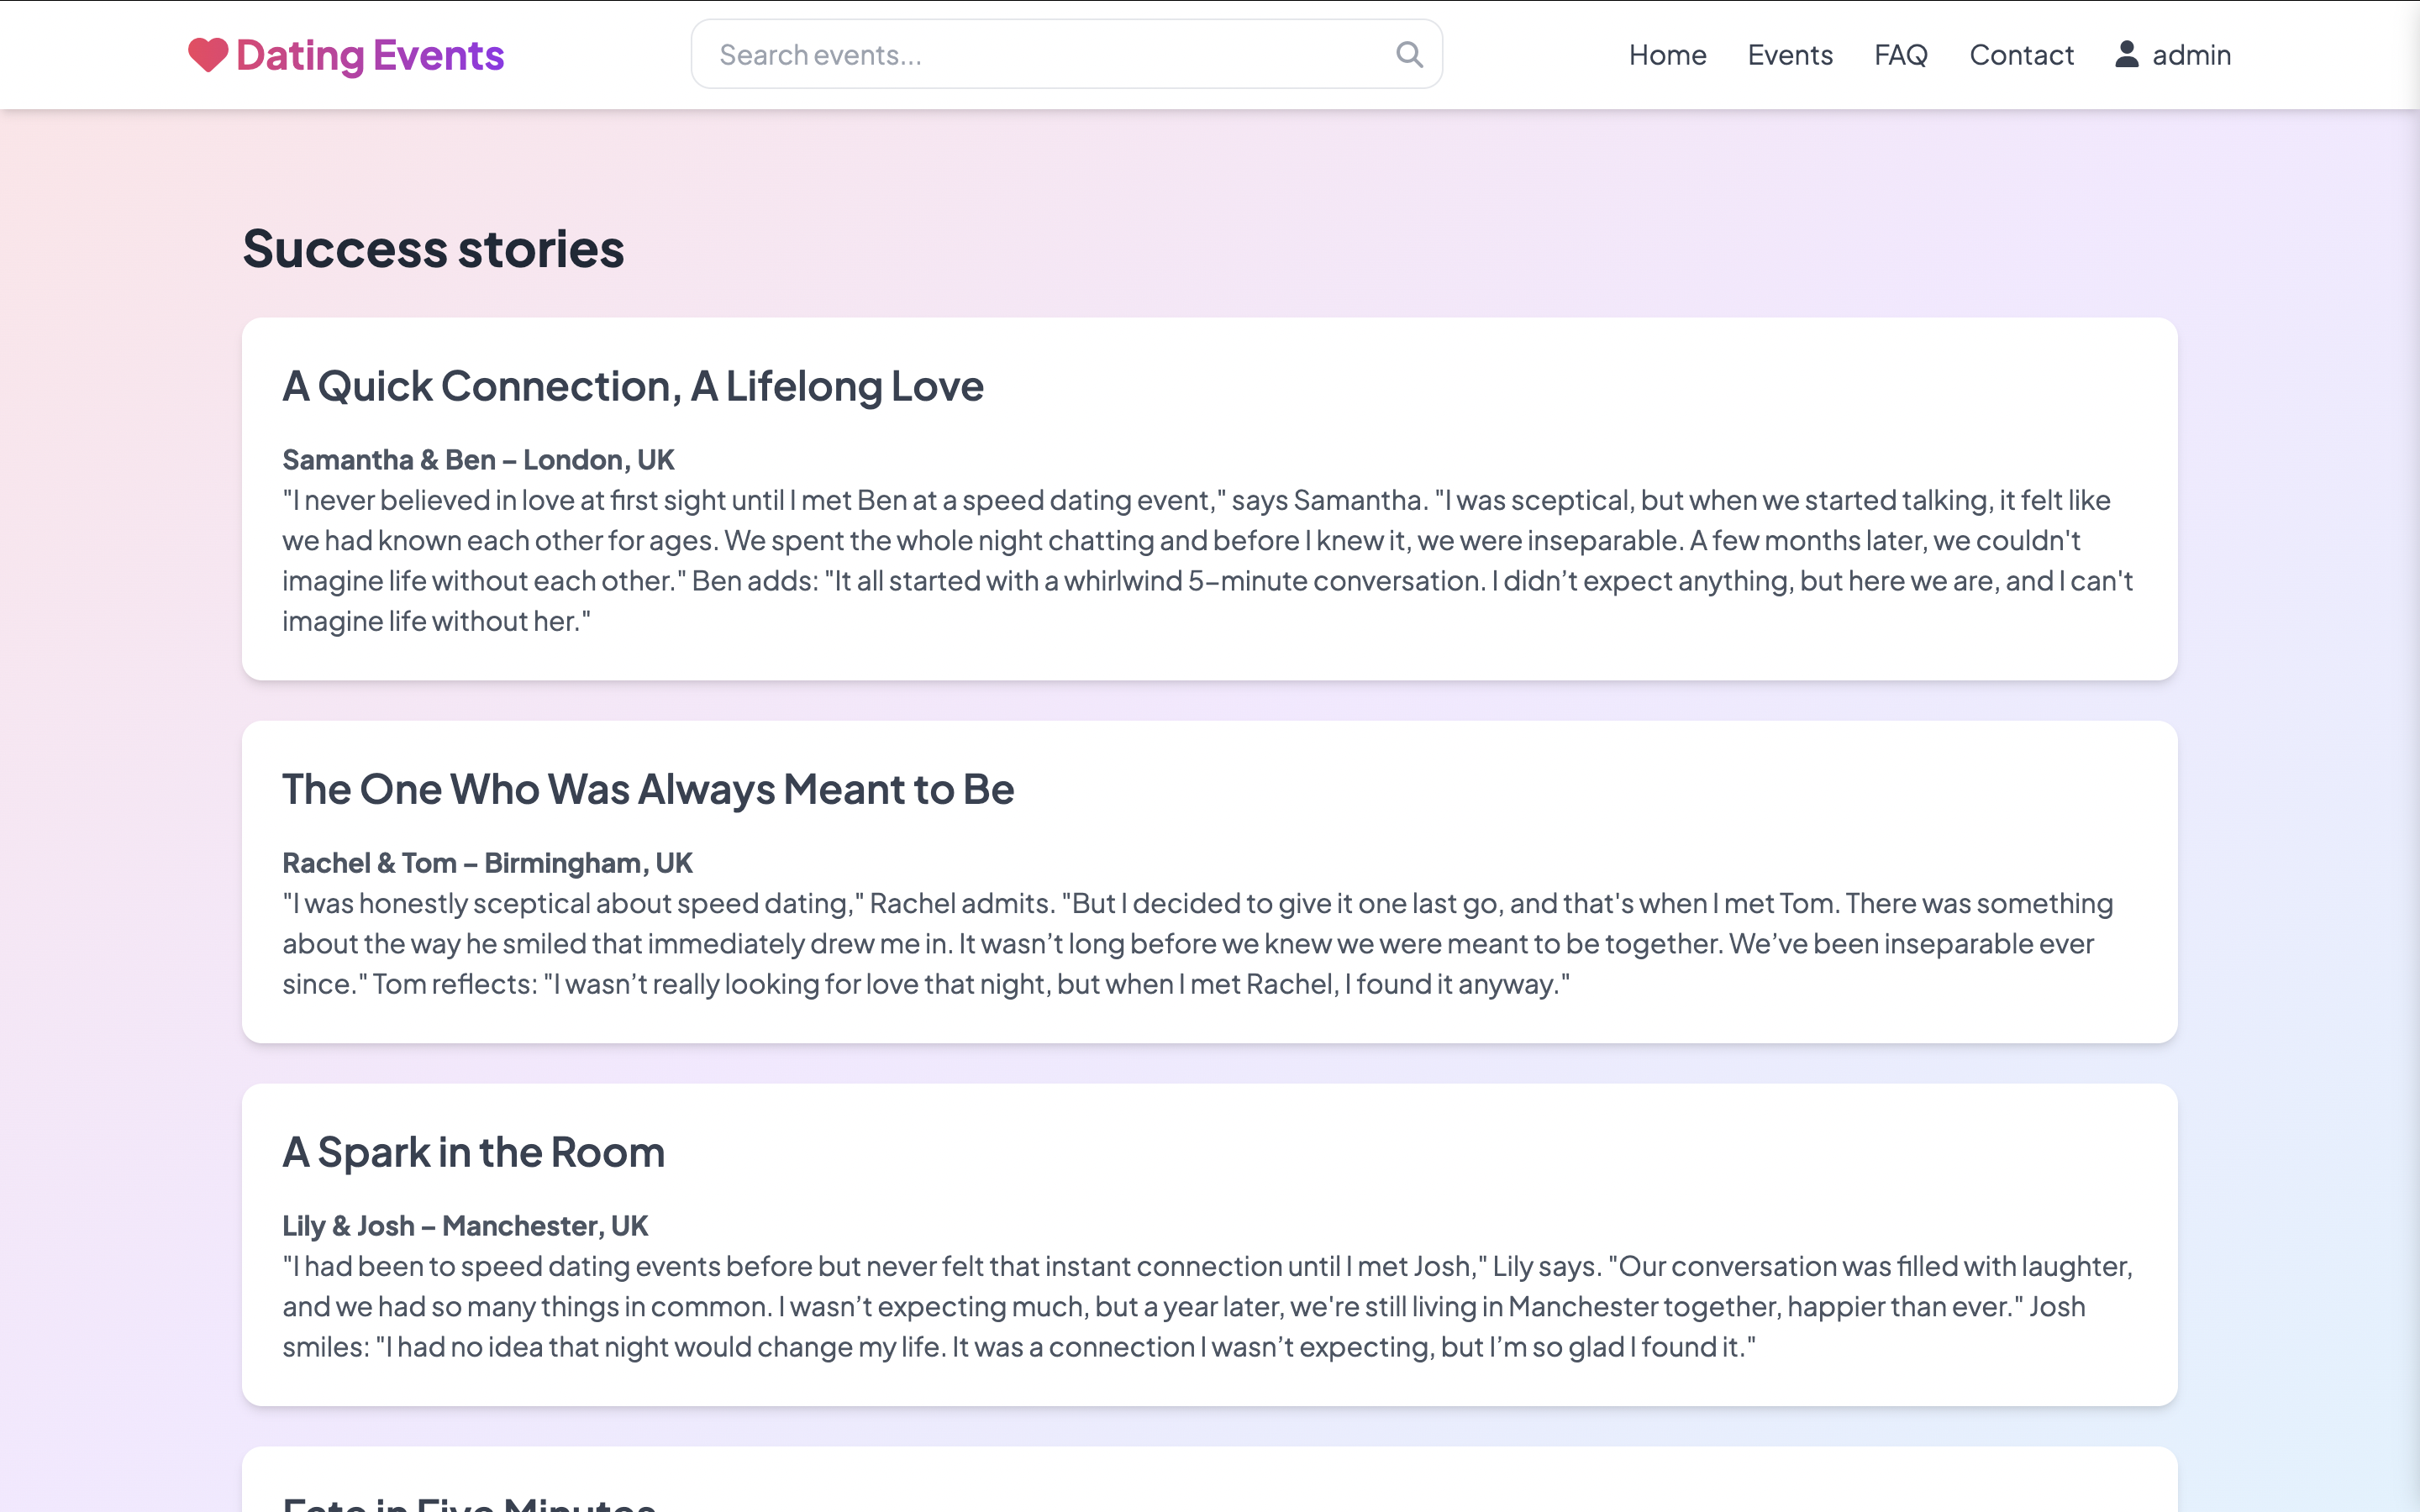 Dating Events
Search events...
Home
Events
FAQ
Contact
admin
Success stories
A Quick Connection, A Lifelong Love
Samantha & Ben – London, UK
"I never believed in love at first sight until I met Ben at a speed dating event," says Samantha. "I was sceptical, but when we started talking, it felt like
we had known each other for ages. We spent the whole night chatting and before I knew it, we were inseparable. A few months later, we couldn't
imagine life without each other." Ben adds: "It all started with a whirlwind 5–minute conversation. I didn’t expect anything, but here we are, and I can't
imagine life without her."
The One Who Was Always Meant to Be
Rachel & Tom – Birmingham, UK
"I was honestly sceptical about speed dating," Rachel admits. "But I decided to give it one last go, and that's when I met Tom. There was something
about the way he smiled that immediately drew me in. It wasn’t long before we knew we were meant to be together. We’ve been inseparable ever
since." Tom reflects: "I wasn’t really looking for love that night, but when I met Rachel, I found it anyway."
A Spark in the Room
Lily & Josh – Manchester, UK
"I had been to speed dating events before but never felt that instant connection until I met Josh," Lily says. "Our conversation was filled with laughter,
and we had so many things in common. I wasn’t expecting much, but a year later, we're still living in Manchester together, happier than ever." Josh
smiles: "I had no idea that night would change my life. It was a connection I wasn’t expecting, but I’m so glad I found it."
Fate in Five Minutes